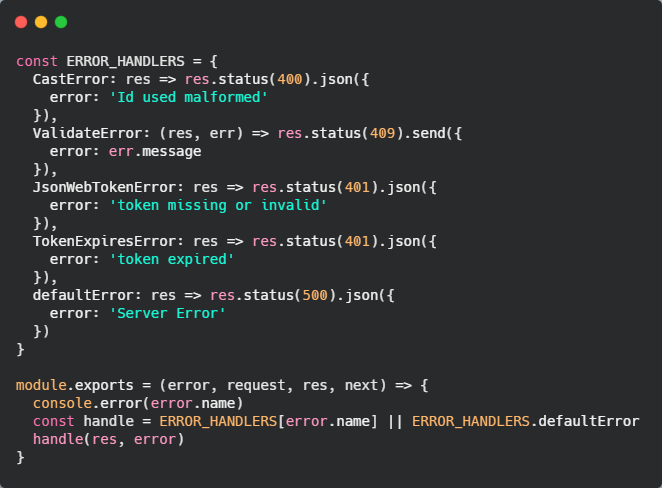 const ERROR_HANDLERS = {
  CastError: res => res.status(400).json({
    error: 'Id used malformed'
  }),
  ValidateError: (res, err) => res.status(409).send({
    error: err.message
  }),
  JsonWebTokenError: res => res.status(401).json({
    error: 'token missing or invalid'
  }),
  TokenExpiresError: res => res.status(401).json({
    error: 'token expired'
  }),
  defaultError: res => res.status(500).json({
    error: 'Server Error'
  })
}

module.exports = (error, request, res, next) => {
  console.error(error.name)
  const handle = ERROR_HANDLERS[error.name] || ERROR_HANDLERS.defaultError
  handle(res, error)
}